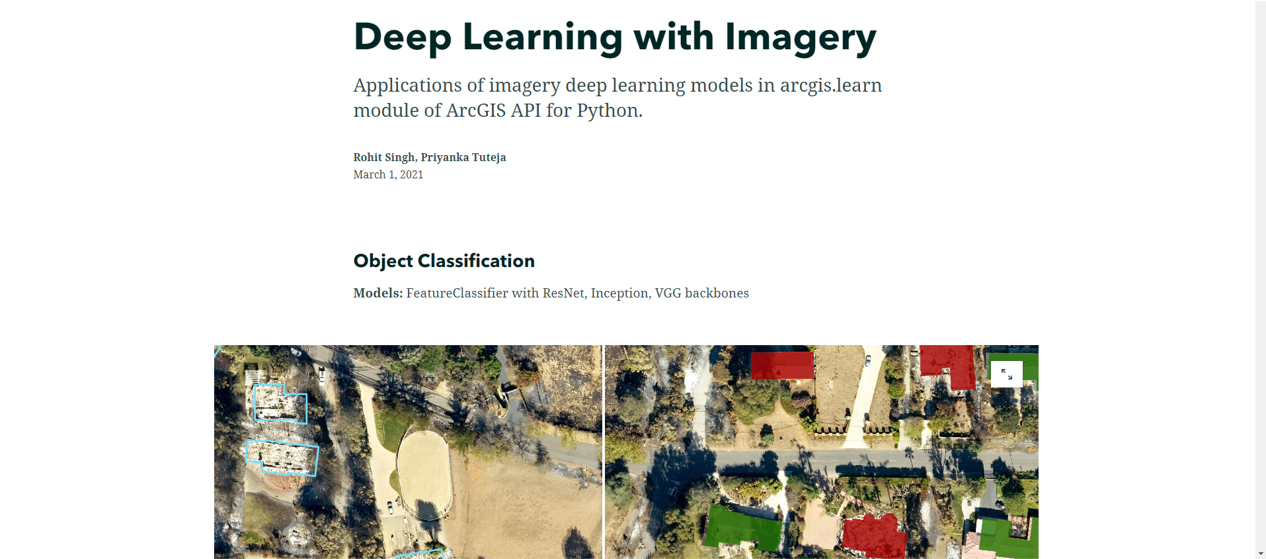 Deep Learning with Imagery
Applications of imagery deep learning models in arcgis.learn
module of ArcGIS API for Python.
Rohit Singh, Priyanka Tuteja
March 1, 2021
Object Classification
Models: FeatureClassifier with ResNet, Inception, VGG backbones